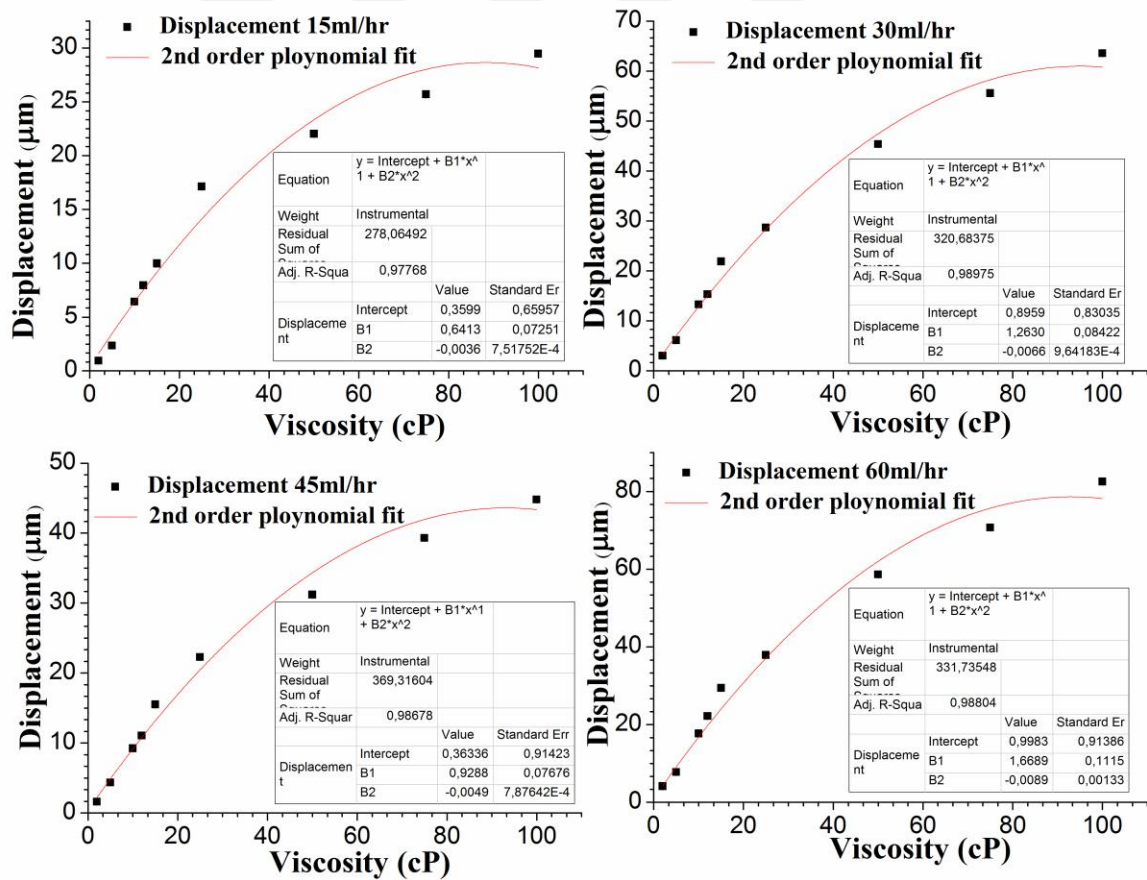 Displacement 15ml/hr
2nd order ploynomial fit
Displacement (μm)
30
25
20
15
10
5
0
0 20 40 60 80 100
Viscosity (cP)
Equation
y = Intercept + B1*x^
1 + B2*x^2
Weight Instrumental
Residual
Sum of
Squares
278,06492
Adj. R-Squa 0,97768
Value Standard Er
Displaceme
nt
Intercept 0,3599 0,65957
B1 0,6413 0,07251
B2 -0,0036 7,51752E-4
Displacement 30ml/hr
2nd order ploynomial fit
Displacement (μm)
70
60
50
40
30
20
10
0
0 20 40 60 80 100
Viscosity (cP)
Equation
y = Intercept + B1*x^
1 + B2*x^2
Weight Instrumental
Residual
Sum of
Squares
320,68375
Adj. R-Squa 0,98975
Value Standard Er
Displaceme
nt
Intercept 0,8959 0,83035
B1 1,2630 0,08422
B2 -0,0066 9,64183E-4
Displacement 45ml/hr
2nd order ploynomial fit
Displacement (μm)
50
40
30
20
10
0
0 20 40 60 80 100
Viscosity (cP)
Equation
y = Intercept + B1*x^1
+ B2*x^2
Weight Instrumental
Residual
Sum of
Squares
369,31604
Adj. R-Squar 0,98678
Value Standard Err
Displacemen
t
Intercept 0,36336 0,91423
B1 0,9288 0,07676
B2 -0,0049 7,87642E-4
Displacement 60ml/hr
2nd order ploynomial fit
Displacement (μm)
80
60
40
20
0
0 20 40 60 80 100
Viscosity (cP)
Equation
y = Intercept + B1*x^
1 + B2*x^2
Weight Instrumental
Residual
Sum of
Squares
331,73548
Adj. R-Squa 0,98804
Value Standard Er
Displaceme
nt
Intercept 0,9983 0,91386
B1 1,6689 0,1115
B2 -0,0089 0,00133